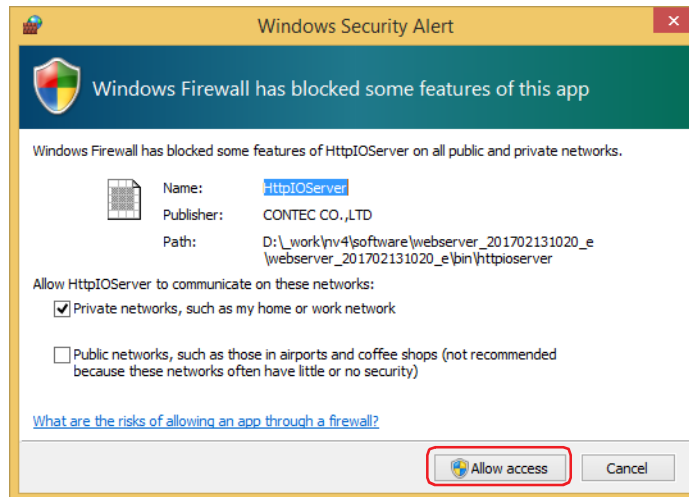 Windows Security Alert
Windows Firewall has blocked some features of this app
Windows Firewall has blocked some features of HttpIOServer on all public and private networks.
Name: HttpIOServer
Publisher: CONTEC CO.,LTD
Path: D:\_work\nv4\software\webserver_201702131020_e
\webserver_201702131020_e\bin\httpioserver
Allow HttpIOServer to communicate on these networks:
Private networks, such as my home or work network
Public networks, such as those in airports and coffee shops (not recommended
because these networks often have little or no security)
What are the risks of allowing an app through a firewall?
Allow access Cancel